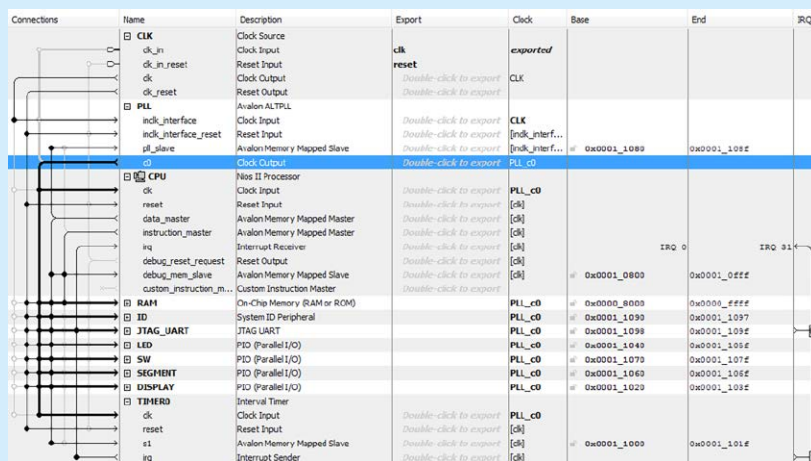 Connections Name Description Export Clock Base End IRQ
CLK Clock Source
clk_in Clock Input clk exported
clk_in_reset Reset Input reset
clk Clock Output Double-click to export CLK
clk_reset Reset Output Double-click to export
PLL Avalon ALTPLL
inclk_interface Clock Input Double-click to export CLK
inclk_interface_reset Reset Input Double-click to export [inclk_interf...
pll_slave Avalon Memory Mapped Slave Double-click to export [inclk_interf... 0x0001_1080 0x0001_108f
c0 Clock Output Double-click to export PLL_c0
CPU Nios II Processor
clk Clock Input Double-click to export PLL_c0
reset Reset Input Double-click to export [clk]
data_master Avalon Memory Mapped Master Double-click to export [clk]
instruction_master Avalon Memory Mapped Master Double-click to export [clk]
irq Interrupt Receiver Double-click to export [clk] IRQ 0 IRQ 31
debug_reset_request Reset Output Double-click to export [clk]
debug_mem_slave Avalon Memory Mapped Slave Double-click to export [clk] 0x0001_0800 0x0001_0fff
custom_instruction_m... Custom Instruction Master Double-click to export
RAM On-Chip Memory (RAM or ROM) PLL_c0 0x0000_8000 0x0000_ffff
ID System ID Peripheral PLL_c0 0x0001_1090 0x0001_1097
JTAG_UART JTAG UART PLL_c0 0x0001_1098 0x0001_109f
LED PIO (Parallel I/O) PLL_c0 0x0001_1040 0x0001_105f
SW PIO (Parallel I/O) PLL_c0 0x0001_1070 0x0001_107f
SEGMENT PIO (Parallel I/O) PLL_c0 0x0001_1060 0x0001_106f
DISPLAY PIO (Parallel I/O) PLL_c0 0x0001_1020 0x0001_103f
TIMER0 Interval Timer
clk Clock Input Double-click to export PLL_c0
reset Reset Input Double-click to export [clk]
s1 Avalon Memory Mapped Slave Double-click to export [clk] 0x0001_1000 0x0001_101f
irq Interrupt Sender Double-click to export [clk]